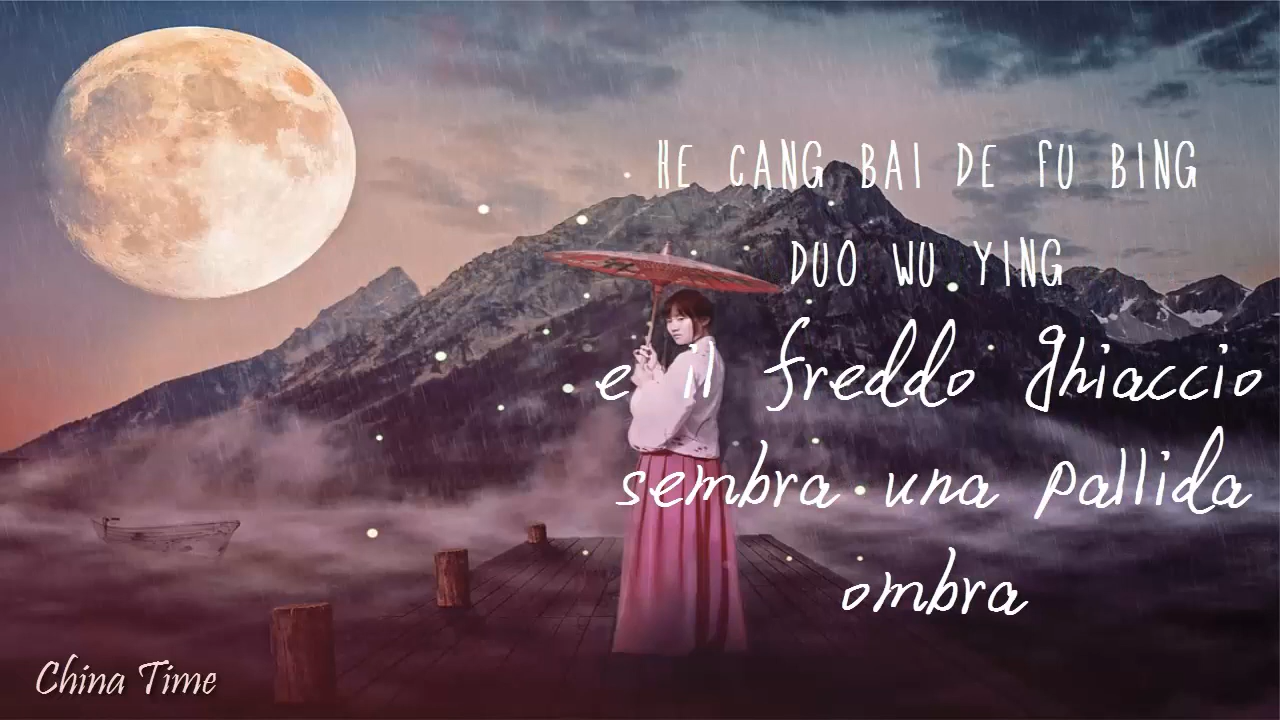 HE CANG BAI DE FU BING
DUO WU YING
e il freddo ghiaccio
sembra una pallida
ombra
China Time